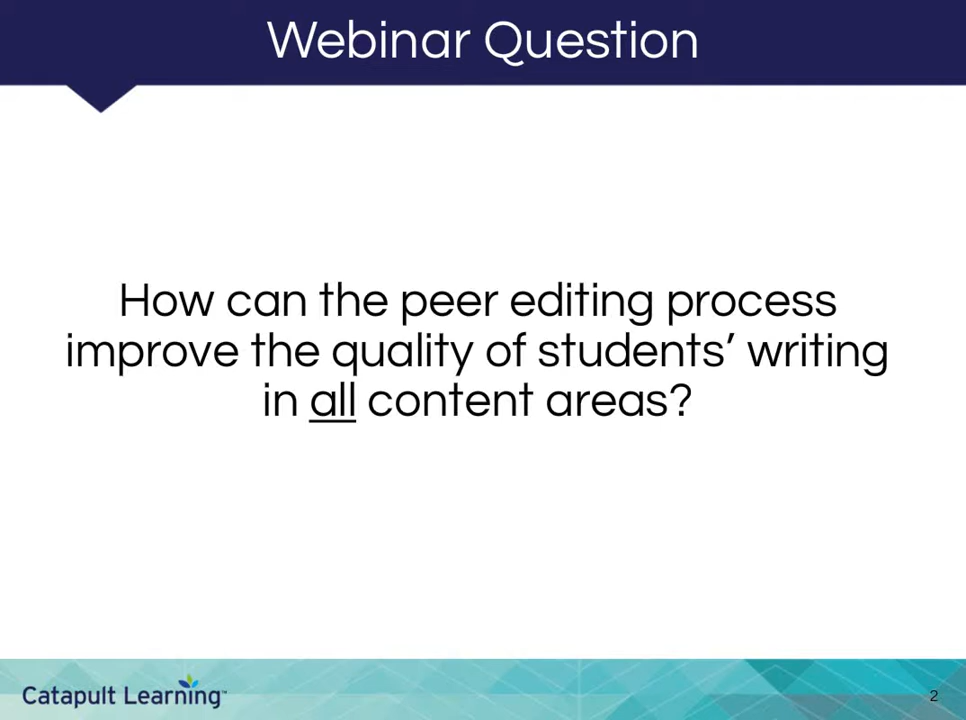 Webinar Question
How can the peer editing process
improve the quality of students’ writing
in all content areas?
Catapult Learning™
2